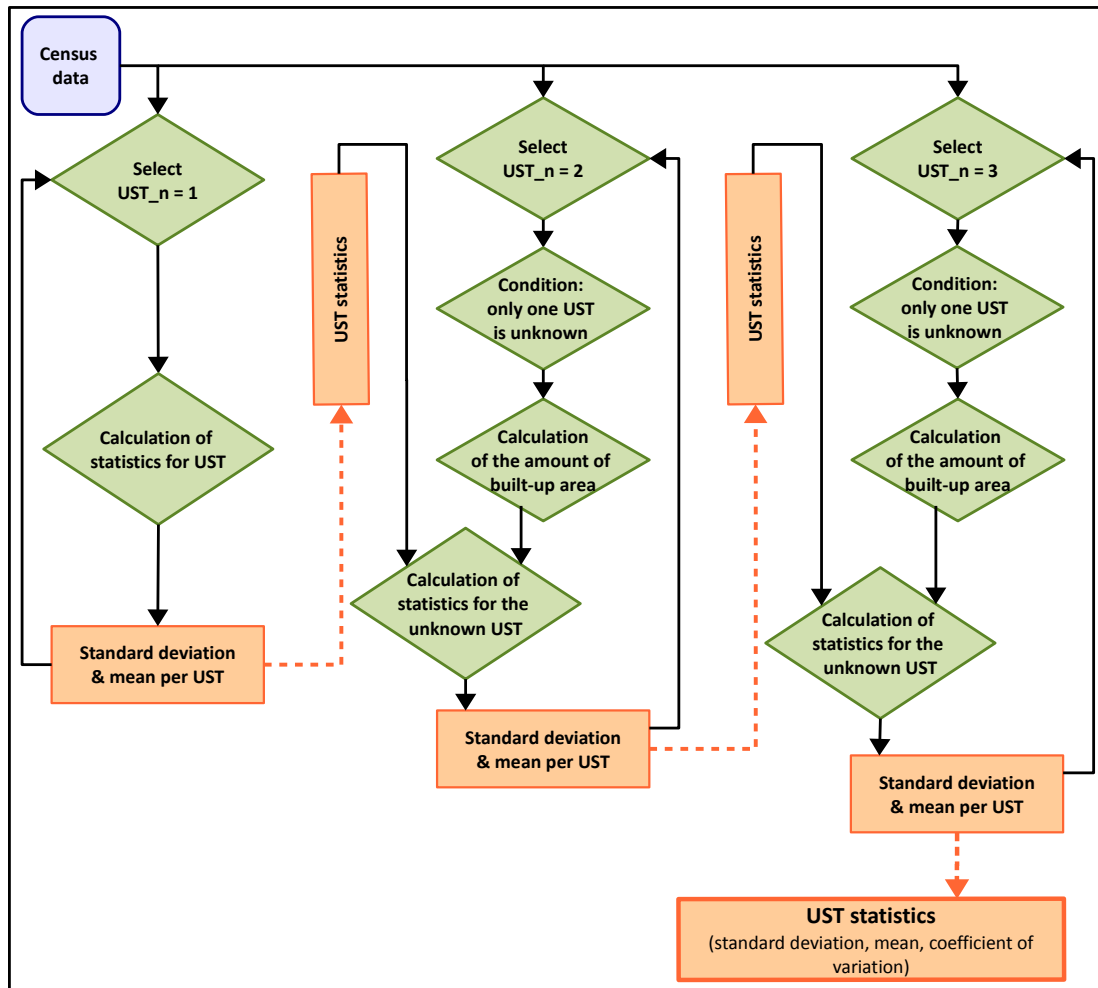 Census
data
Select
UST_n = 1
Calculation of
statistics for UST
Standard deviation
& mean per UST
UST statistics
Select
UST_n = 2
Condition:
only one UST
is unknown
Calculation
of the amount of
built-up area
Calculation of
statistics for the
unknown UST
Standard deviation
& mean per UST
UST statistics
Select
UST_n = 3
Condition:
only one UST
is unknown
Calculation
of the amount of
built-up area
Calculation of
statistics for the
unknown UST
Standard deviation
& mean per UST
UST statistics
(standard deviation, mean, coefficient of
variation)